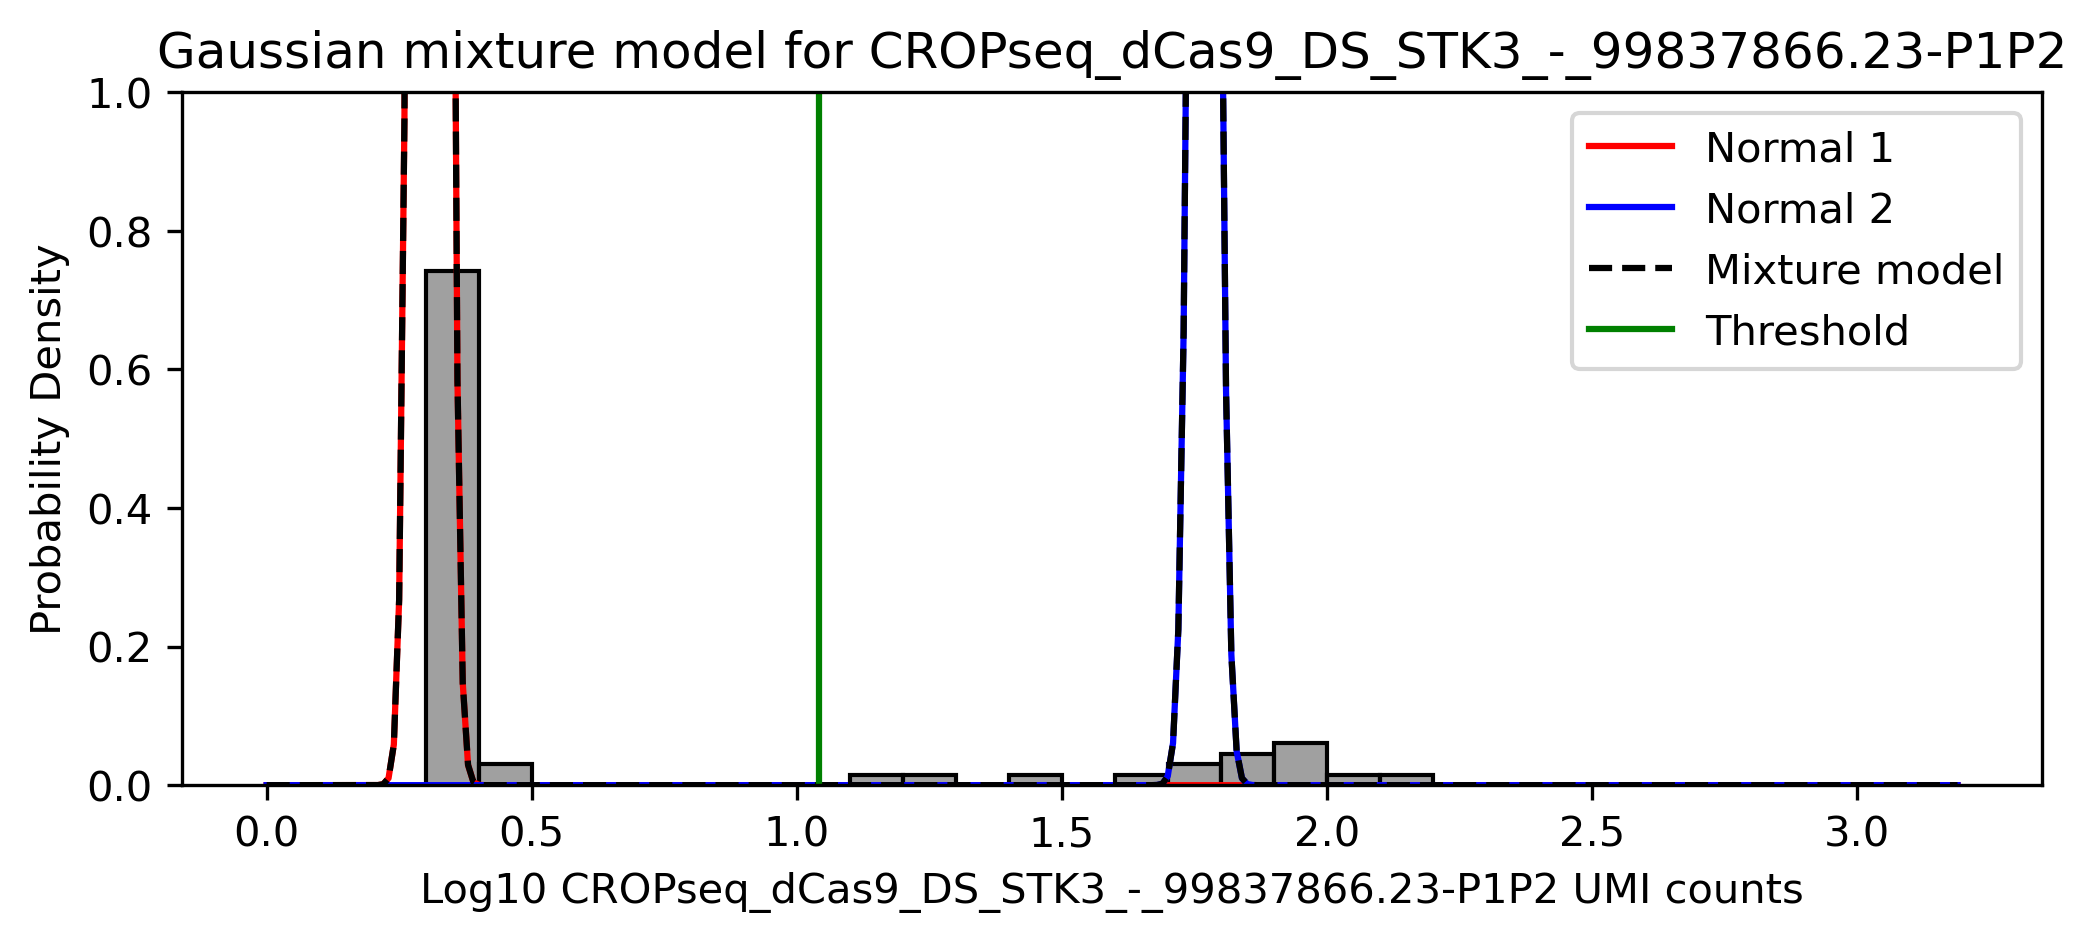 Gaussian mixture model for CROPseq_dCas9_DS_STK3_-_99837866.23-P1P2
1.0
0.8
0.6
0.4
0.2
0.0
Probability Density
Normal 1
Normal 2
Mixture model
Threshold
0.0 0.5 1.0 1.5 2.0 2.5 3.0
Log10 CROPseq_dCas9_DS_STK3_-_99837866.23-P1P2 UMI counts